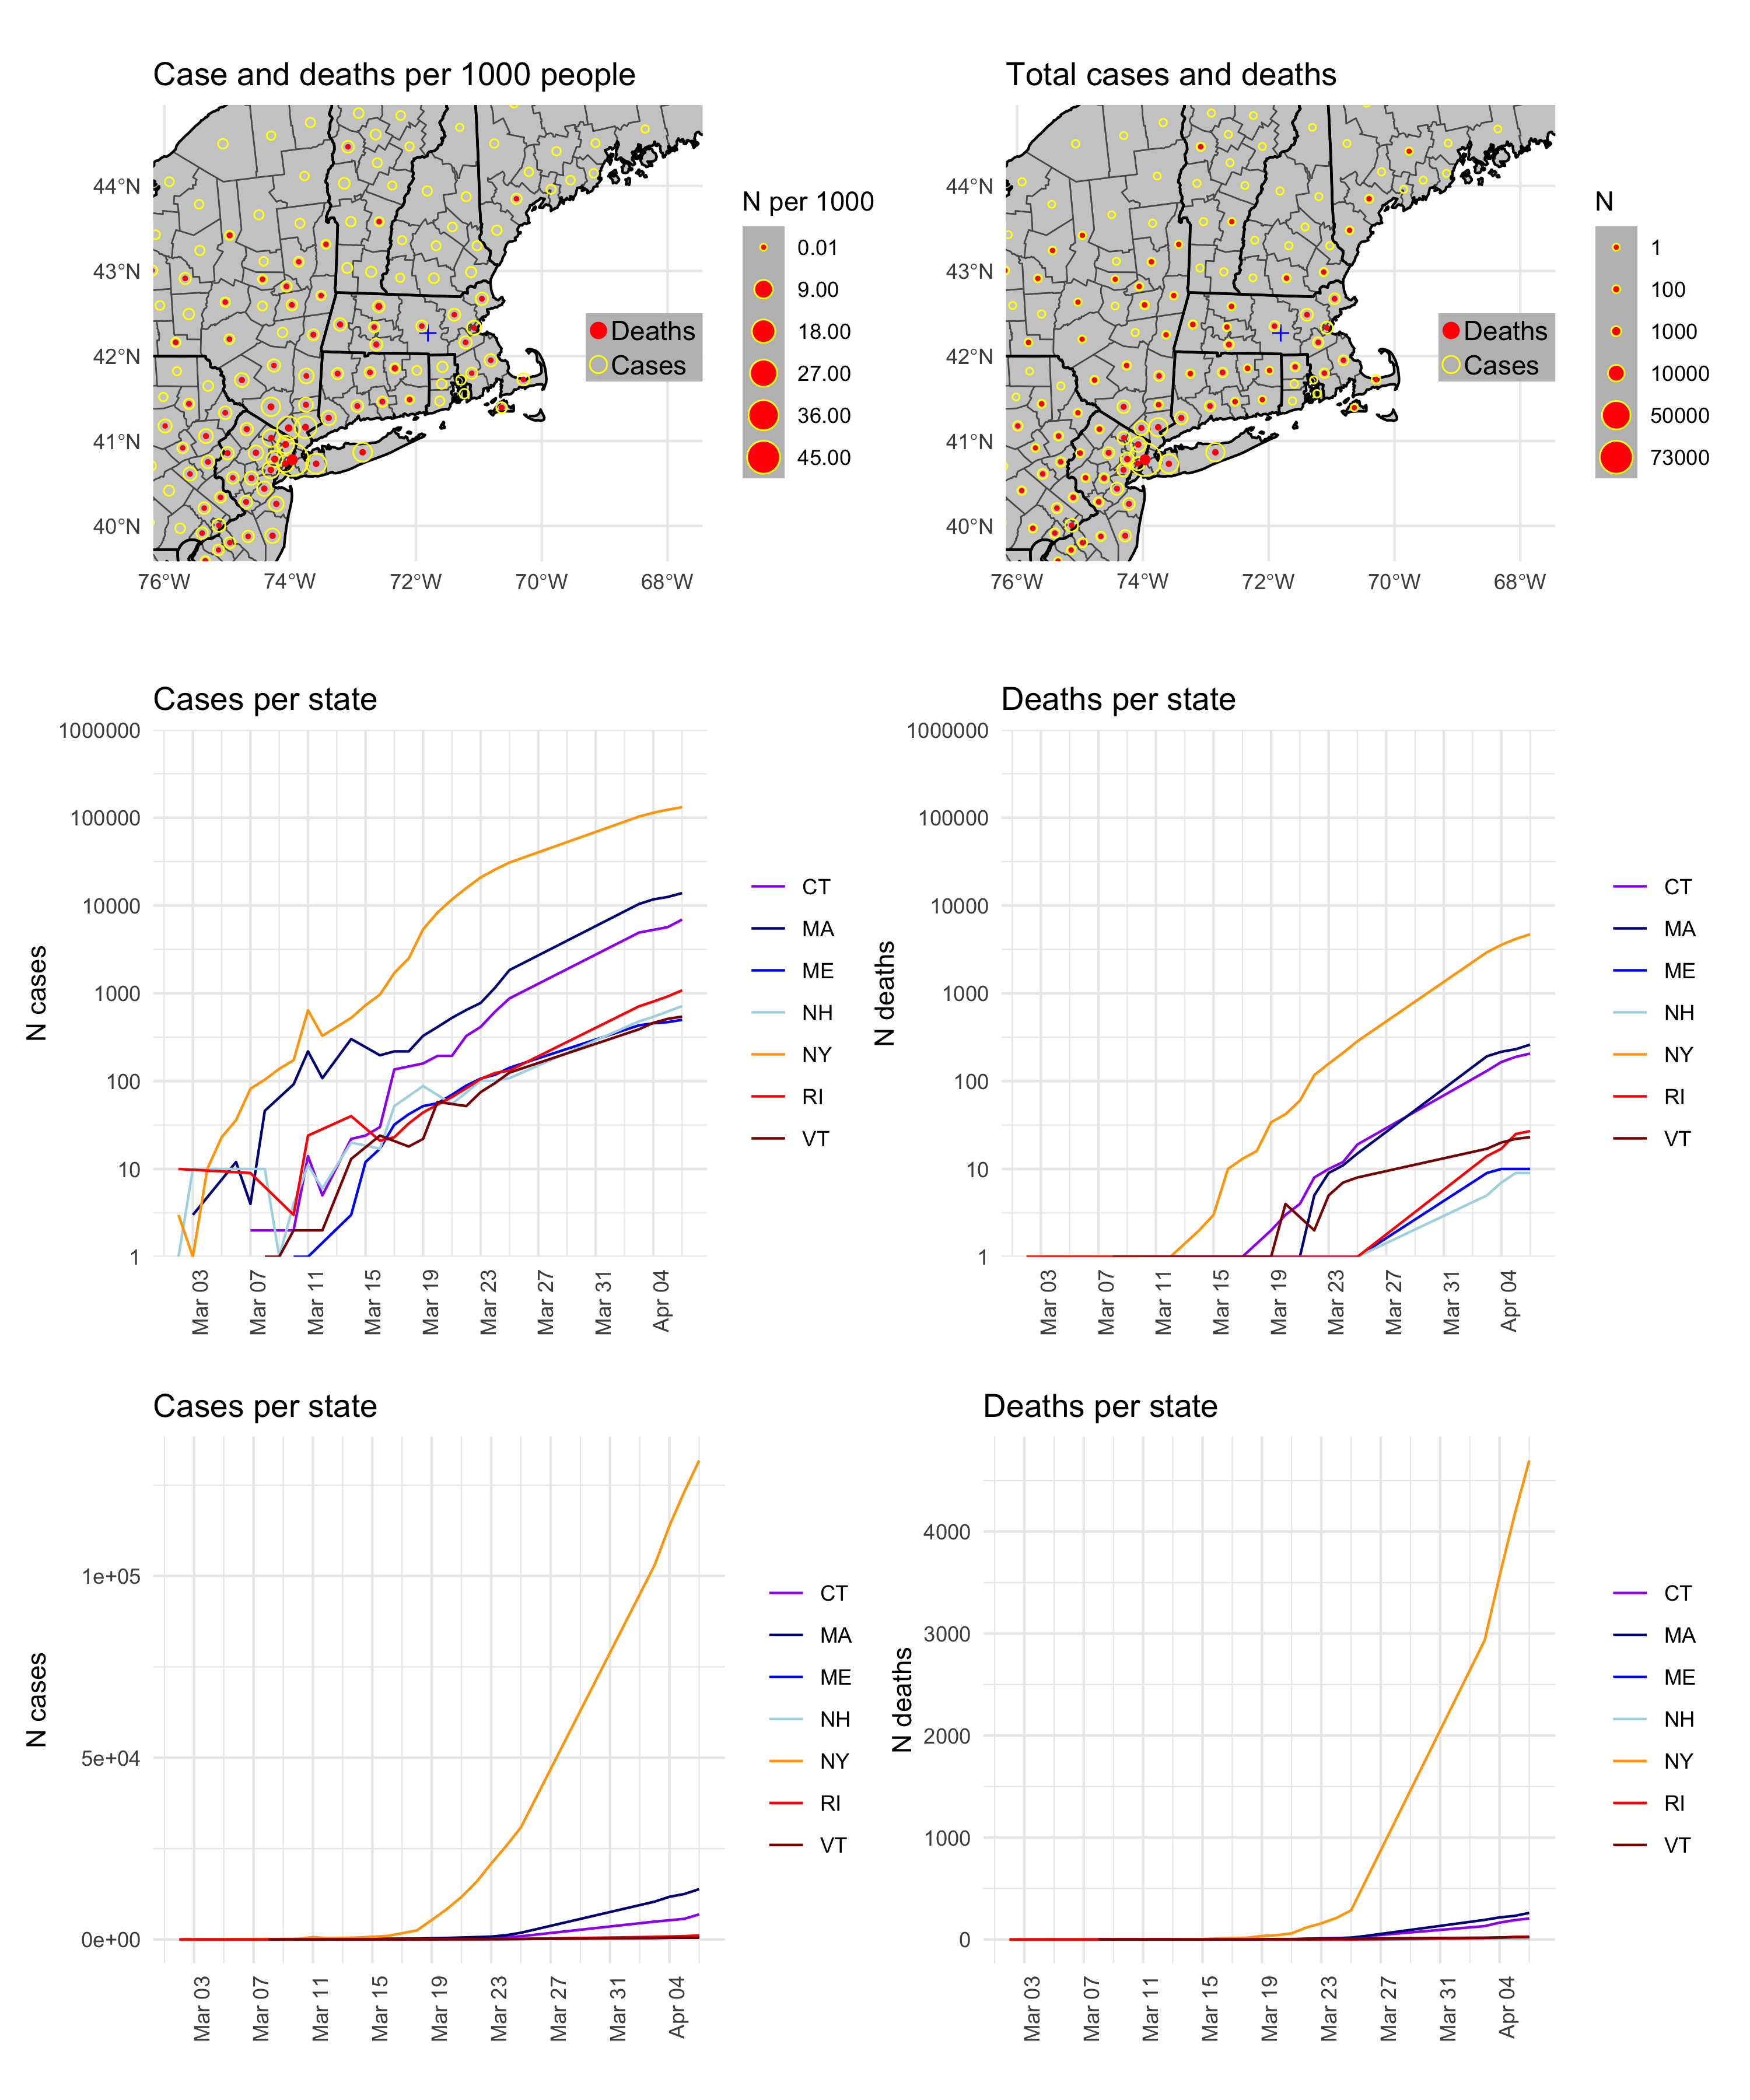 Case and deaths per 1000 people
44°N
43°N
42°N
41°N
40°N
76°W
74°W
72°W
70°W
68°W
Deaths
Cases
N per 1000
0.01
9.00
18.00
27.00
36.00
45.00
Total cases and deaths
44°N
43°N
42°N
41°N
40°N
76°W
74°W
72°W
70°W
68°W
Deaths
Cases
N
1
100
1000
10000
50000
73000
Cases per state
N cases
1000000
100000
10000
1000
100
10
1
Mar 03
Mar 07
Mar 11
Mar 15
Mar 19
Mar 23
Mar 27
Mar 31
Apr 04
CT
MA
ME
NH
NY
RI
VT
Deaths per state
N deaths
1000000
100000
10000
1000
100
10
1
Mar 03
Mar 07
Mar 11
Mar 15
Mar 19
Mar 23
Mar 27
Mar 31
Apr 04
CT
MA
ME
NH
NY
RI
VT
Cases per state
N cases
1e+05
5e+04
0e+00
Mar 03
Mar 07
Mar 11
Mar 15
Mar 19
Mar 23
Mar 27
Mar 31
Apr 04
CT
MA
ME
NH
NY
RI
VT
Deaths per state
N deaths
4000
3000
2000
1000
0
Mar 03
Mar 07
Mar 11
Mar 15
Mar 19
Mar 23
Mar 27
Mar 31
Apr 04
CT
MA
ME
NH
NY
RI
VT